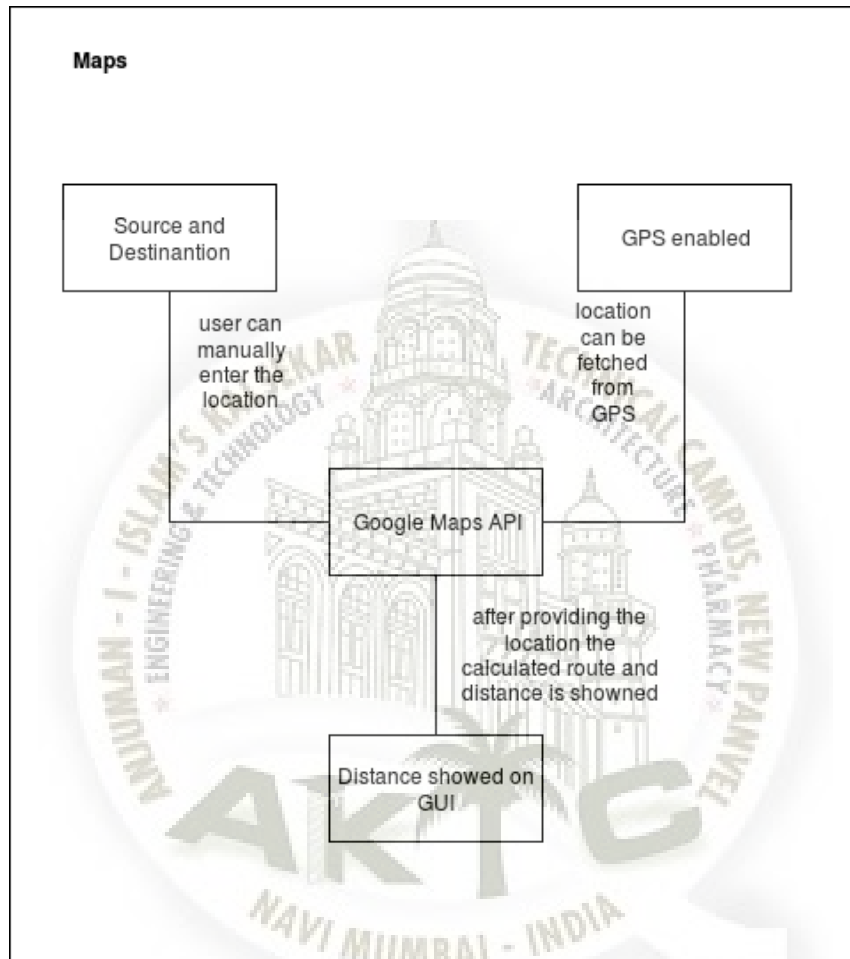 Maps
Source and
Destinantion
GPS enabled
user can
manually
enter the
location
location
can be
fetched
from
GPS
Google Maps API
after providing the
location the
calculated route and
distance is showned
Distance showed on
GUI
ANJUMAN - I - ISLAM'S KALSEKAR TECHNICAL CAMPUS, NEW PANVEL
ENGINEERING & TECHNOLOGY ARCHITECTURE PHARMACY
AKTC
NAVI MUMBAI - INDIA